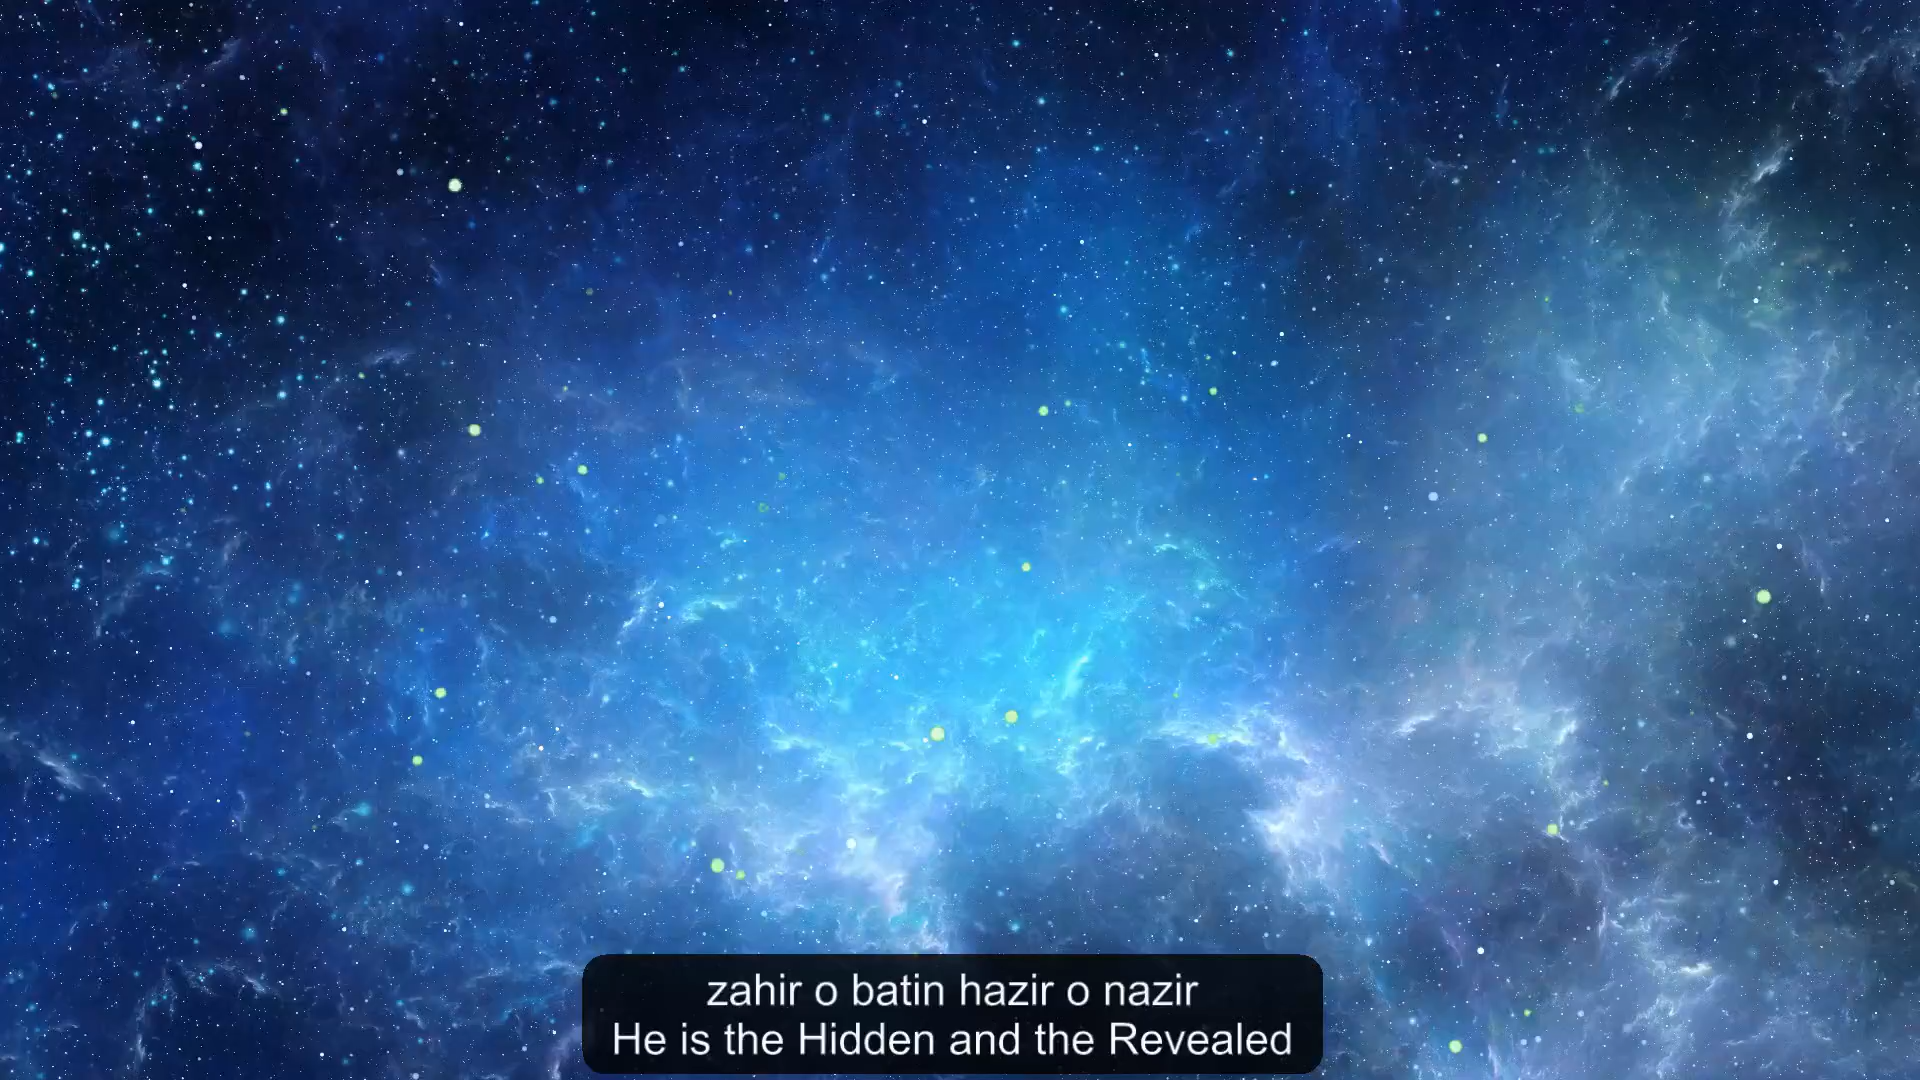 zahir o batin hazir o nazir
He is the Hidden and the Revealed